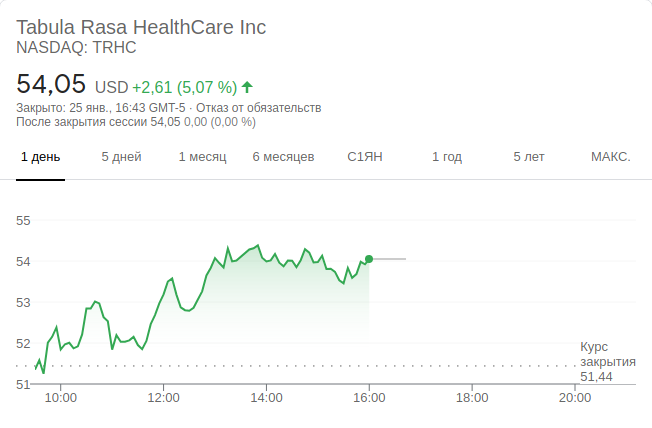 Tabula Rasa HealthCare Inc
NASDAQ: TRHC
54,05 USD +2,61 (5,07 %)
Закрыто: 25 янв., 16:43 GMT-5 · Отказ от обязательств
После закрытия сессии 54,05 0,00 (0,00 %)
1 день 5 дней 1 месяц 6 месяцев С1ЯН 1 год 5 лет МАКС.
55
54
53
52
Курс
закрытия
51,44
51
10:00 12:00 14:00 16:00 18:00 20:00